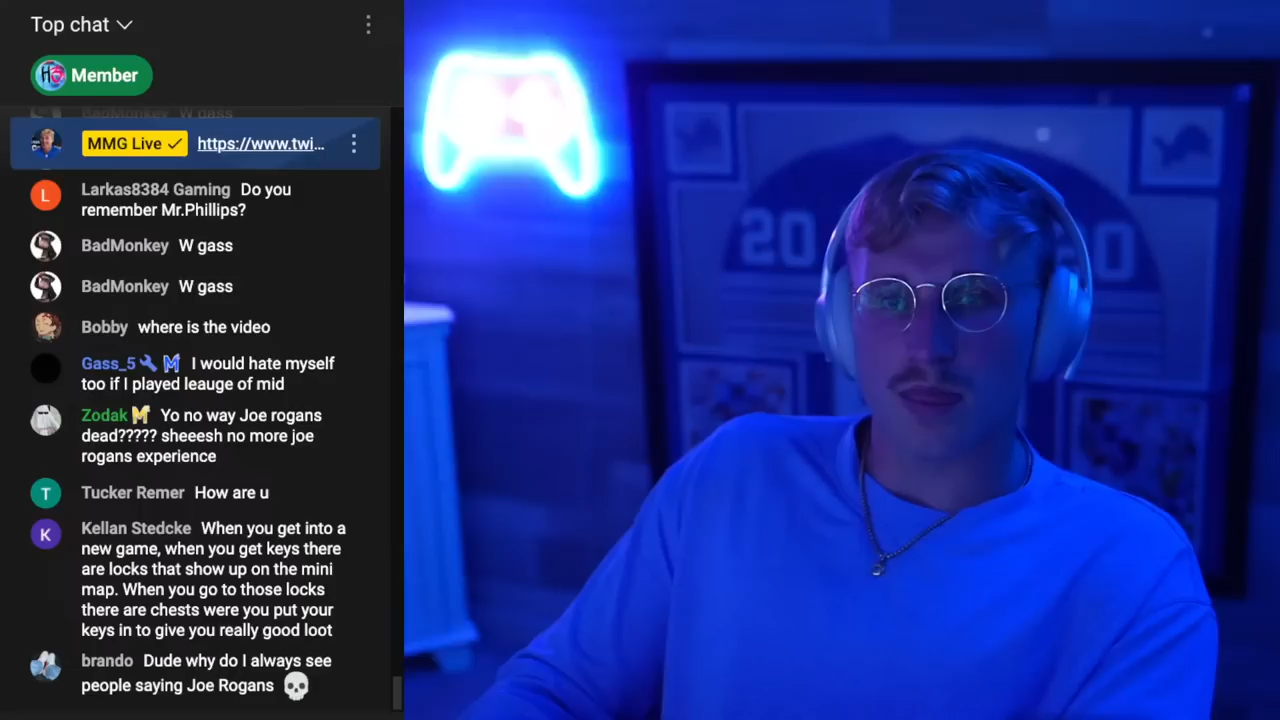 Top chat
Member
BadMonkey W gass
MMG Live https://www.twi...
Larkas8384 Gaming Do you
remember Mr.Phillips?
BadMonkey W gass
BadMonkey W gass
Bobby where is the video
Gass_5 I would hate myself
too if I played leauge of mid
Zodak Yo no way Joe rogans
dead????? sheeesh no more joe
rogans experience
T Tucker Remer How are u
K Kellan Stedcke When you get into a
new game, when you get keys there
are locks that show up on the mini
map. When you go to those locks
there are chests were you put your
keys in to give you really good loot
brando Dude why do I always see
people saying Joe Rogans
L
20